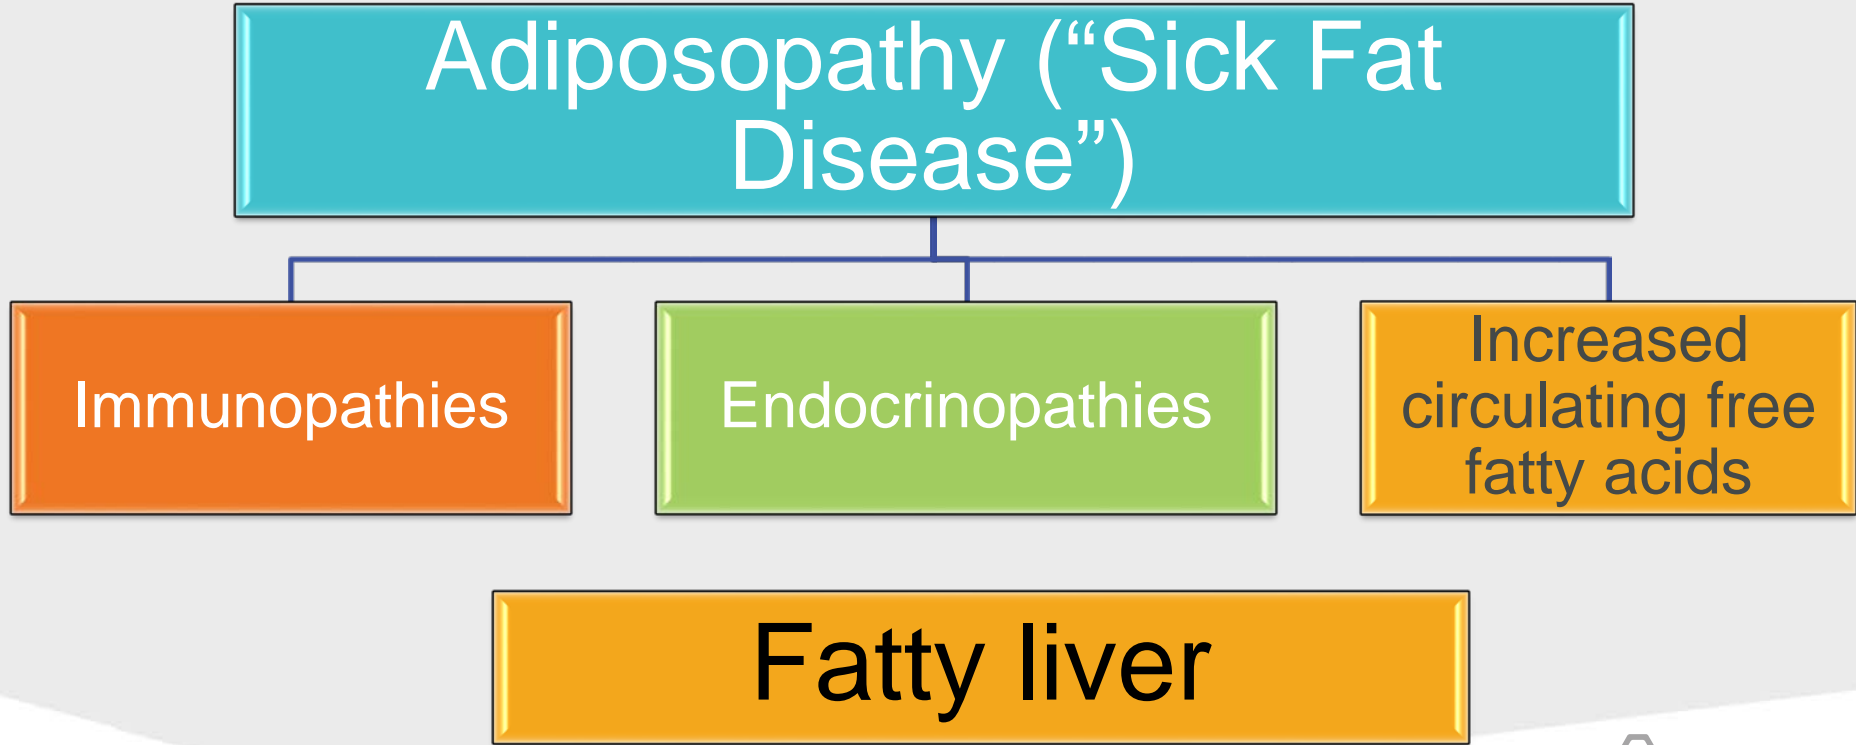 Adiposopathy (“Sick Fat
Disease”)
Immunopathies
Endocrinopathies
Increased
circulating free
fatty acids
Fatty liver